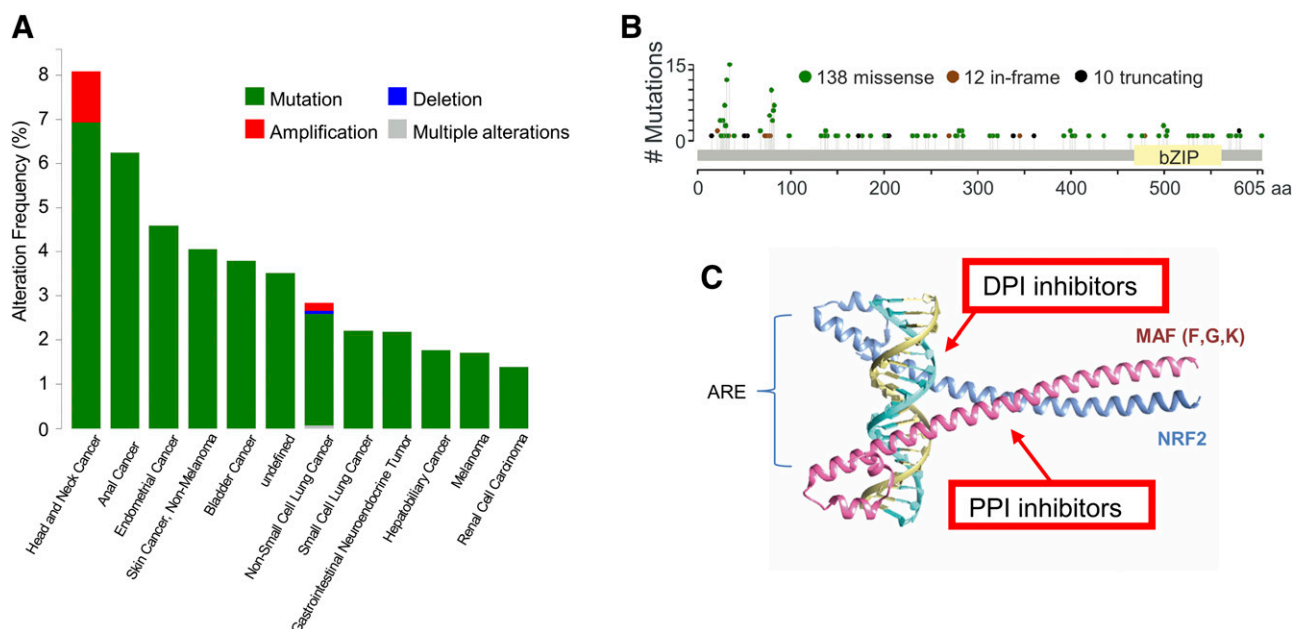 A
Alteration Frequency (%)
8
7
6
5
4
3
2
1
0
Mutation
Deletion
Amplification
Multiple alterations
Head and Neck Cancer
Anal Cancer
Endometrial Cancer
Skin Cancer, Non-Melanoma
Bladder Cancer
undefined
Non-Small Cell Lung Cancer
Small Cell Lung Cancer
Gastrointestinal Neuroendocrine Tumor
Hepatobiliary Cancer
Melanoma
Renal Cell Carcinoma
B
# Mutations
15
0
138 missense
12 in-frame
10 truncating
bZIP
0 100 200 300 400 500 605 aa
C
DPI inhibitors
MAF (F,G,K)
ARE
NRF2
PPI inhibitors